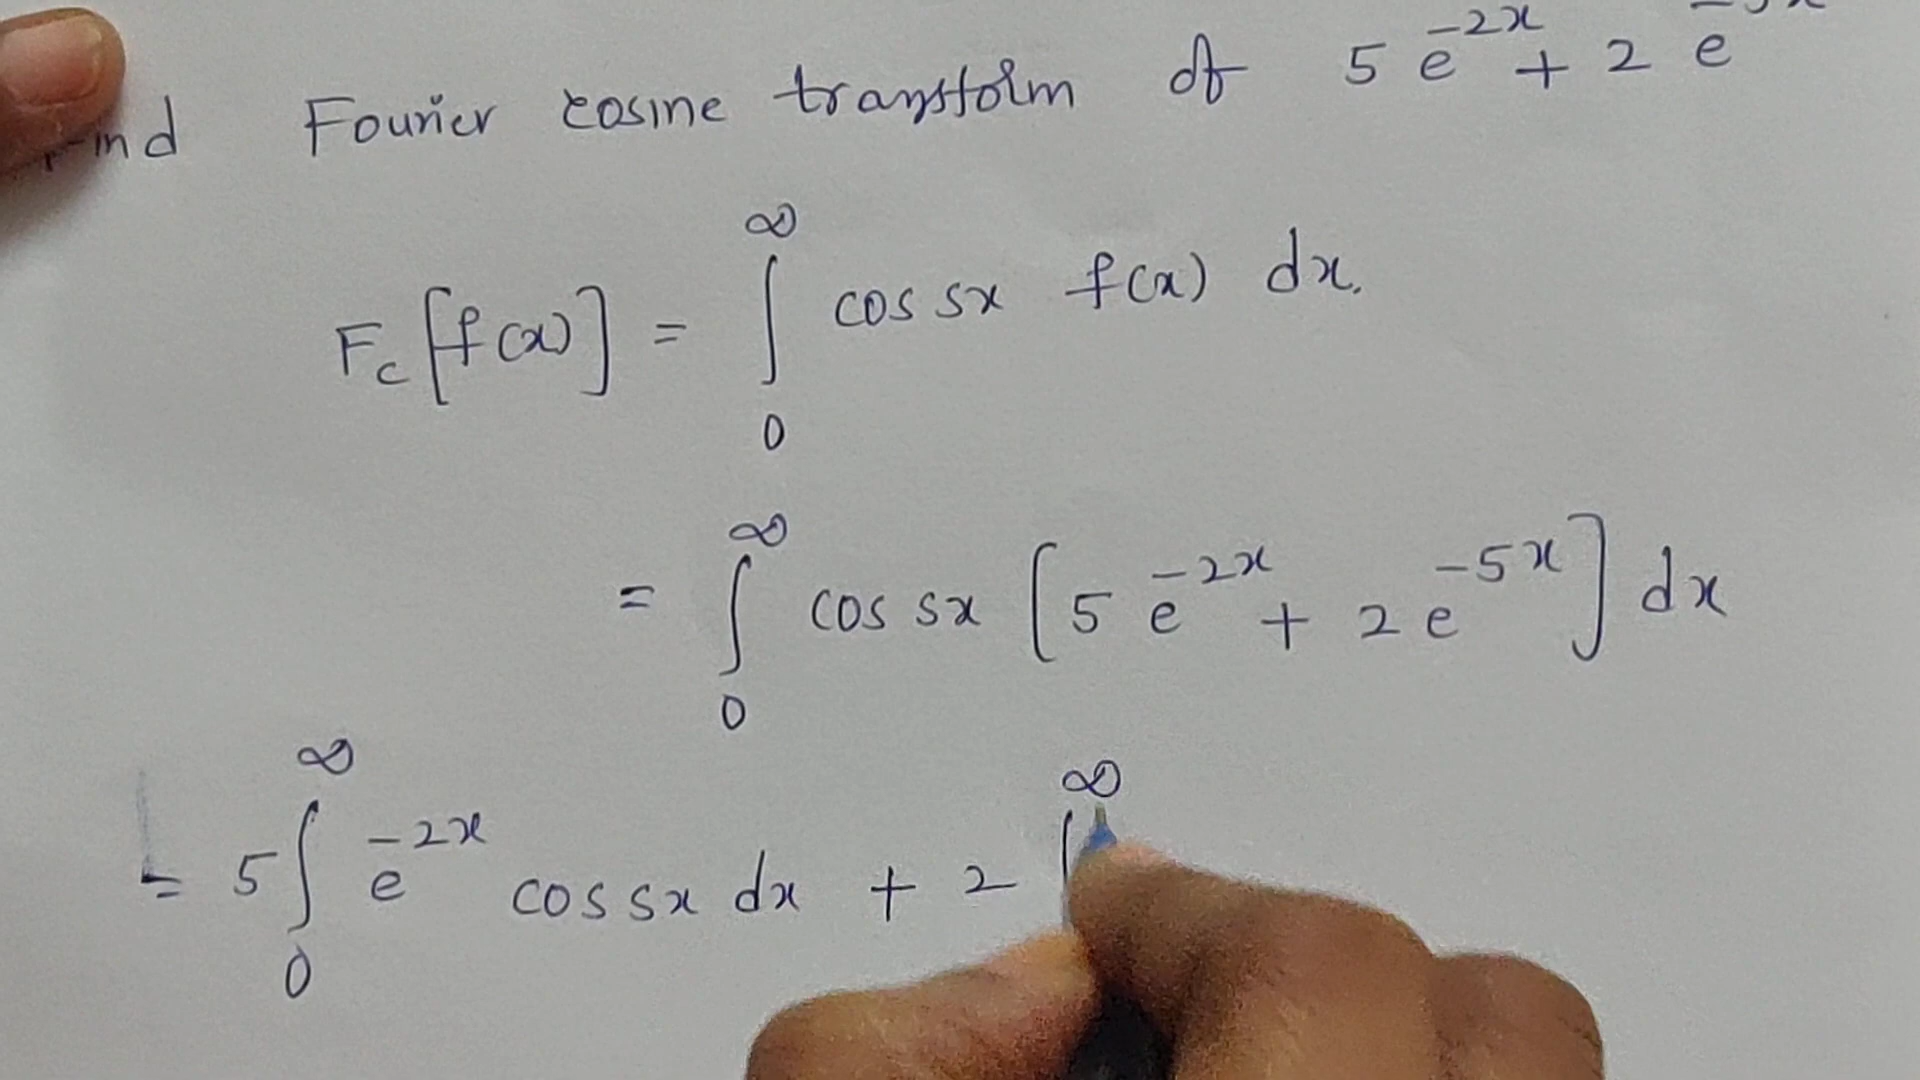 Find Fourier cosine transform of 5 e^{-2x} + 2 e^{-5x}
F_c [f(x)] = ∫_0^∞ cos sx f(x) dx.
= ∫_0^∞ cos sx [5 e^{-2x} + 2 e^{-5x}] dx
= 5 ∫_0^∞ e^{-2x} cos sx dx + 2 ∫^∞